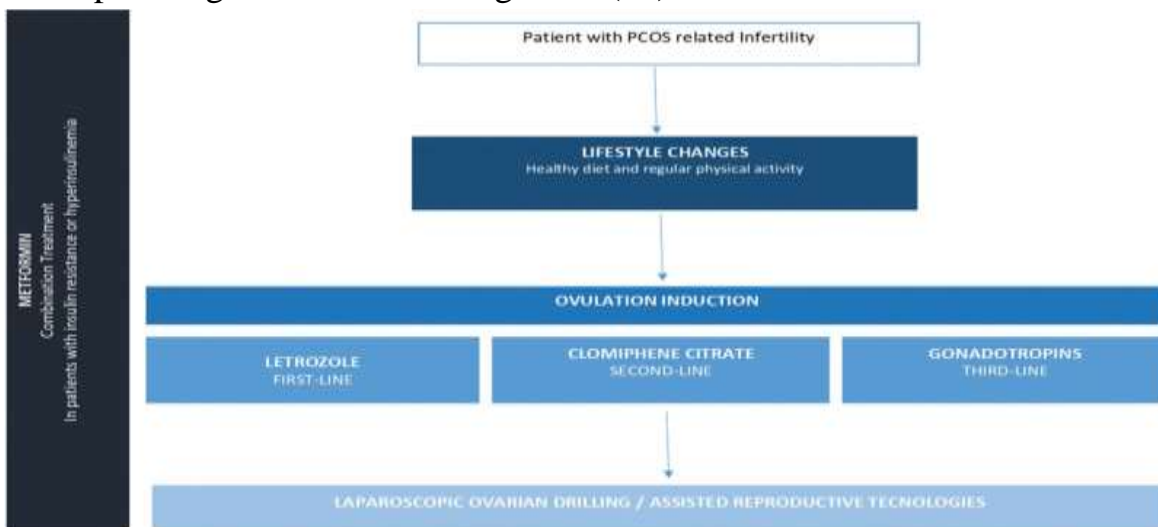 Patient with PCOS related Infertility
LIFESTYLE CHANGES
Healthy diet and regular physical activity
OVULATION INDUCTION
LETROZOLE
FIRST-LINE
CLOMIPHENE CITRATE
SECOND-LINE
GONADOTROPINS
THIRD-LINE
LAPAROSCOPIC OVARIAN DRILLING / ASSISTED REPRODUCTIVE TECNOLOGIES
METFORMIN
Combination Treatment
In patients with insulin resistance or hyperinsulinemia